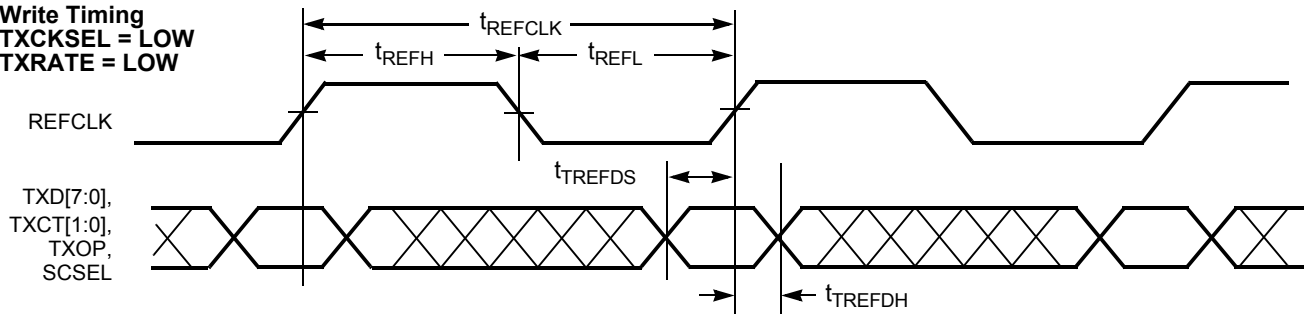 Write Timing
TXCKSEL = LOW
TXRATE = LOW
tREFCLK
tREFH
tREFL
REFCLK
tTREFDS
TXD[7:0],
TXCT[1:0],
TXOP,
SCSEL
tTREFDH